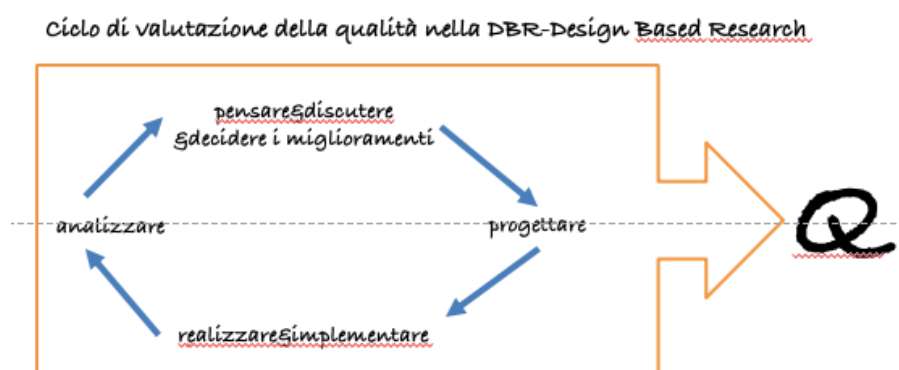 Ciclo di valutazione della qualità nella DBR-Design Based Research
pensare&discutere
&decidere i miglioramenti
analizzare
progettare
Q
realizzare&implementare